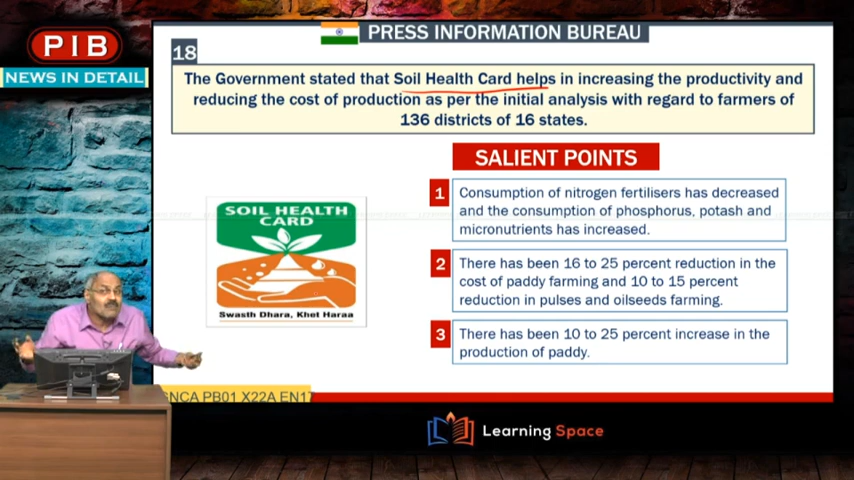 PIB
NEWS IN DETAIL
PRESS INFORMATION BUREAU
18
The Government stated that Soil Health Card helps in increasing the productivity and
reducing the cost of production as per the initial analysis with regard to farmers of
136 districts of 16 states.
SALIENT POINTS
SOIL HEALTH
CARD
Swasth Dhara, Khet Haraa
1
Consumption of nitrogen fertilisers has decreased
and the consumption of phosphorus, potash and
micronutrients has increased.
2
There has been 16 to 25 percent reduction in the
cost of paddy farming and 10 to 15 percent
reduction in pulses and oilseeds farming.
3
There has been 10 to 25 percent increase in the
production of paddy.
PB01 X22A
Learning Space